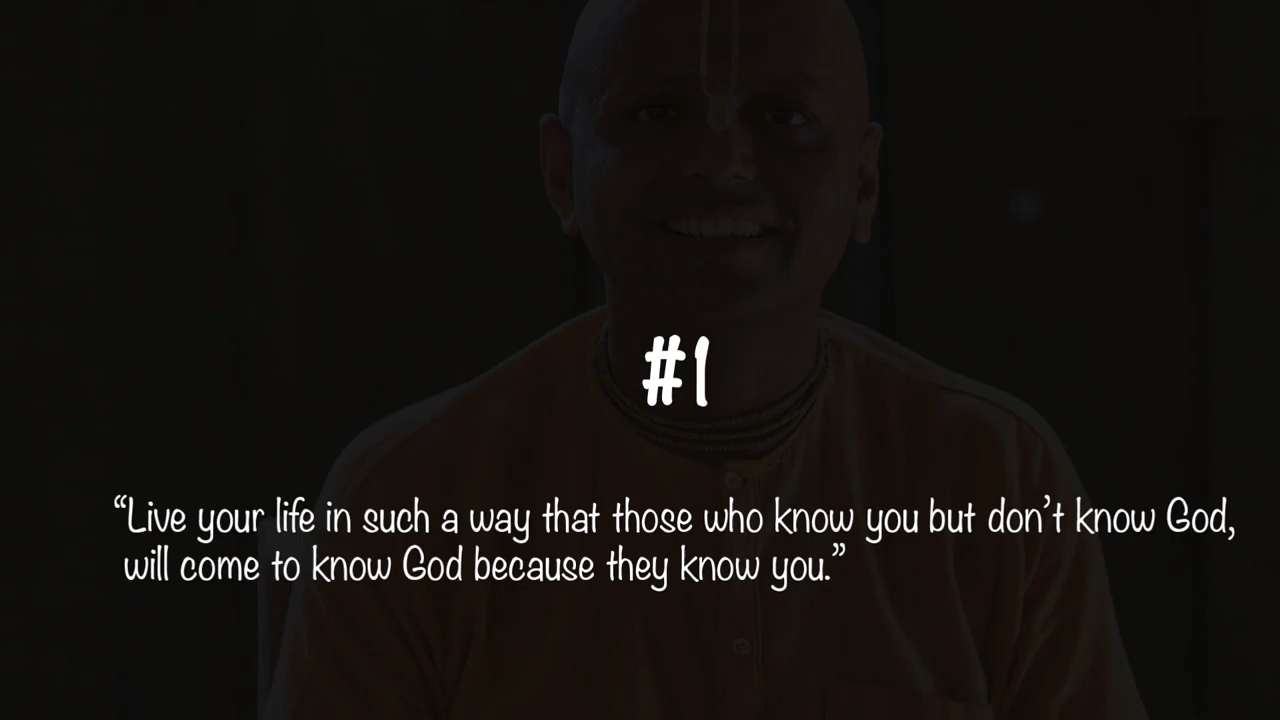 #1
“Live your life in such a way that those who know you but don’t know God,
will come to know God because they know you.”